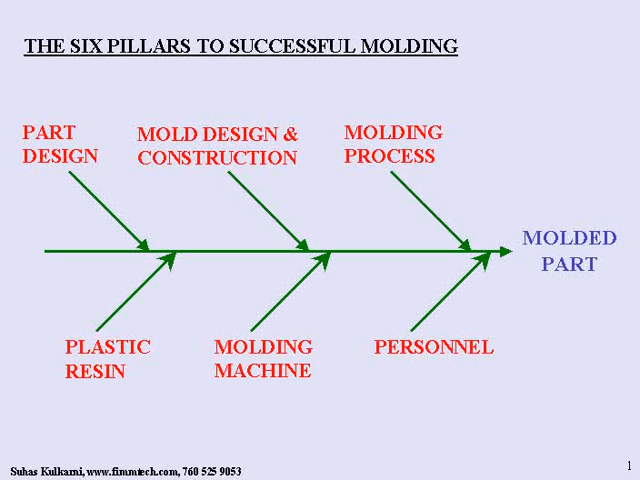 THE SIX PILLARS TO SUCCESSFUL MOLDING
PART
DESIGN
MOLD DESIGN &
CONSTRUCTION
MOLDING
PROCESS
MOLDED
PART
PLASTIC
RESIN
MOLDING
MACHINE
PERSONNEL
Suhas Kulkarni, www.fimmtech.com, 760 525 9053
1